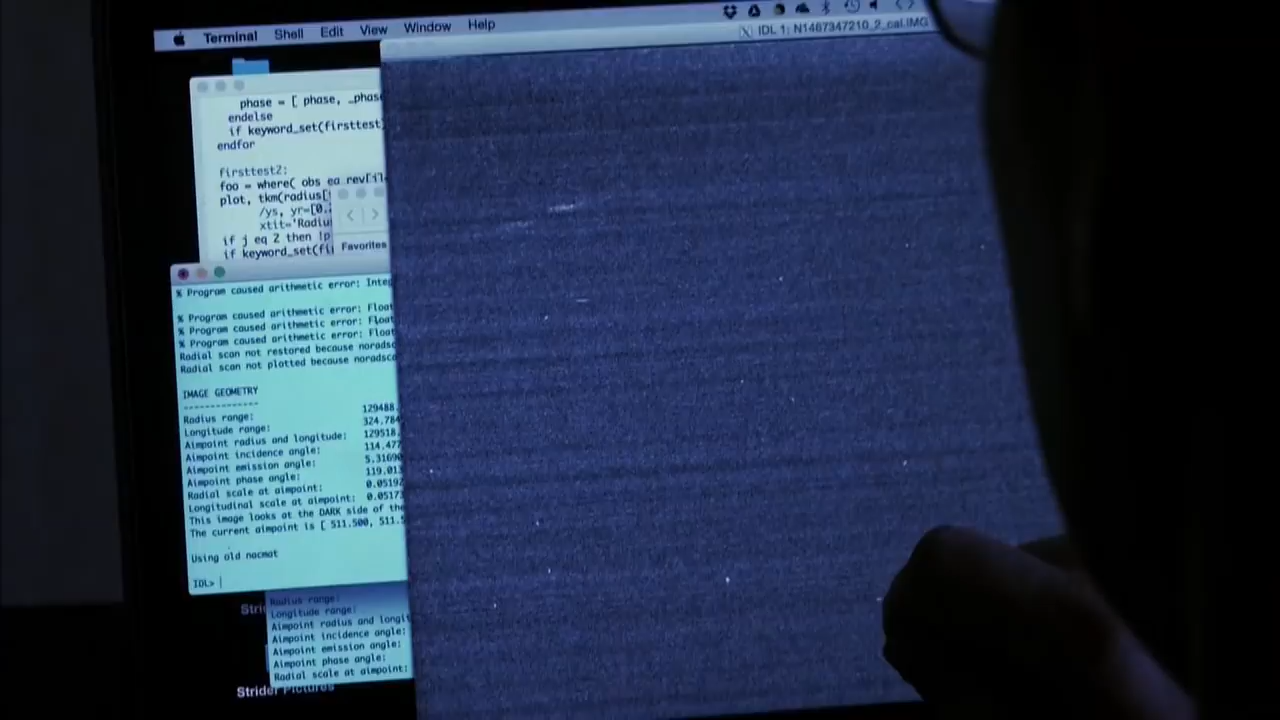 Terminal Shell Edit View Window Help
IDL 1: N1467347210_2_cal.IMG
phase = [ phase, _phase
endelse
if keyword_set(firsttest)
endfor
firsttest2:
foo = where( obs eq rev[i
plot, tkm(radius[
/ys, yr=[0.
xtit='Radiu
if j eq 2 then !p
if keyword_set(fi
Favorites
% Program caused arithmetic error: Integ
% Program caused arithmetic error: Float
% Program caused arithmetic error: Float
% Program caused arithmetic error: Float
Radial scan not restored because noradsc
Radial scan not plotted because noradsca
IMAGE GEOMETRY
--------------
Radius range: 129488.
Longitude range: 324.784
Aimpoint radius and longitude: 129518.
Aimpoint incidence angle: 114.477
Aimpoint emission angle: 5.3169
Aimpoint phase angle: 119.013
Radial scale at aimpoint: 0.0519
Longitudinal scale at aimpoint: 0.0517
This image looks at the DARK side of the
The current aimpoint is [ 511.500, 511.5
Using old nacmat
IDL>
Stri
Radius range:
Longitude range:
Aimpoint radius and longit
Aimpoint incidence angle:
Aimpoint emission angle:
Aimpoint phase angle:
Radial scale at aimpoint:
Strider Pictures